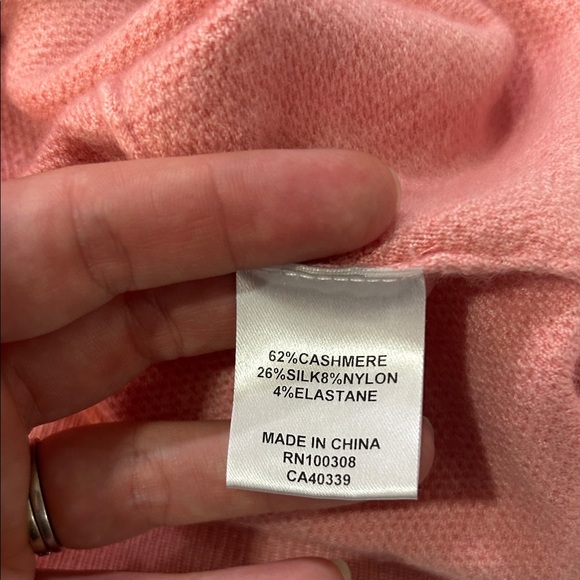 62%CASHMERE
26%SILK8%NYLON
4%ELASTANE
MADE IN CHINA
RN100308
CA40339